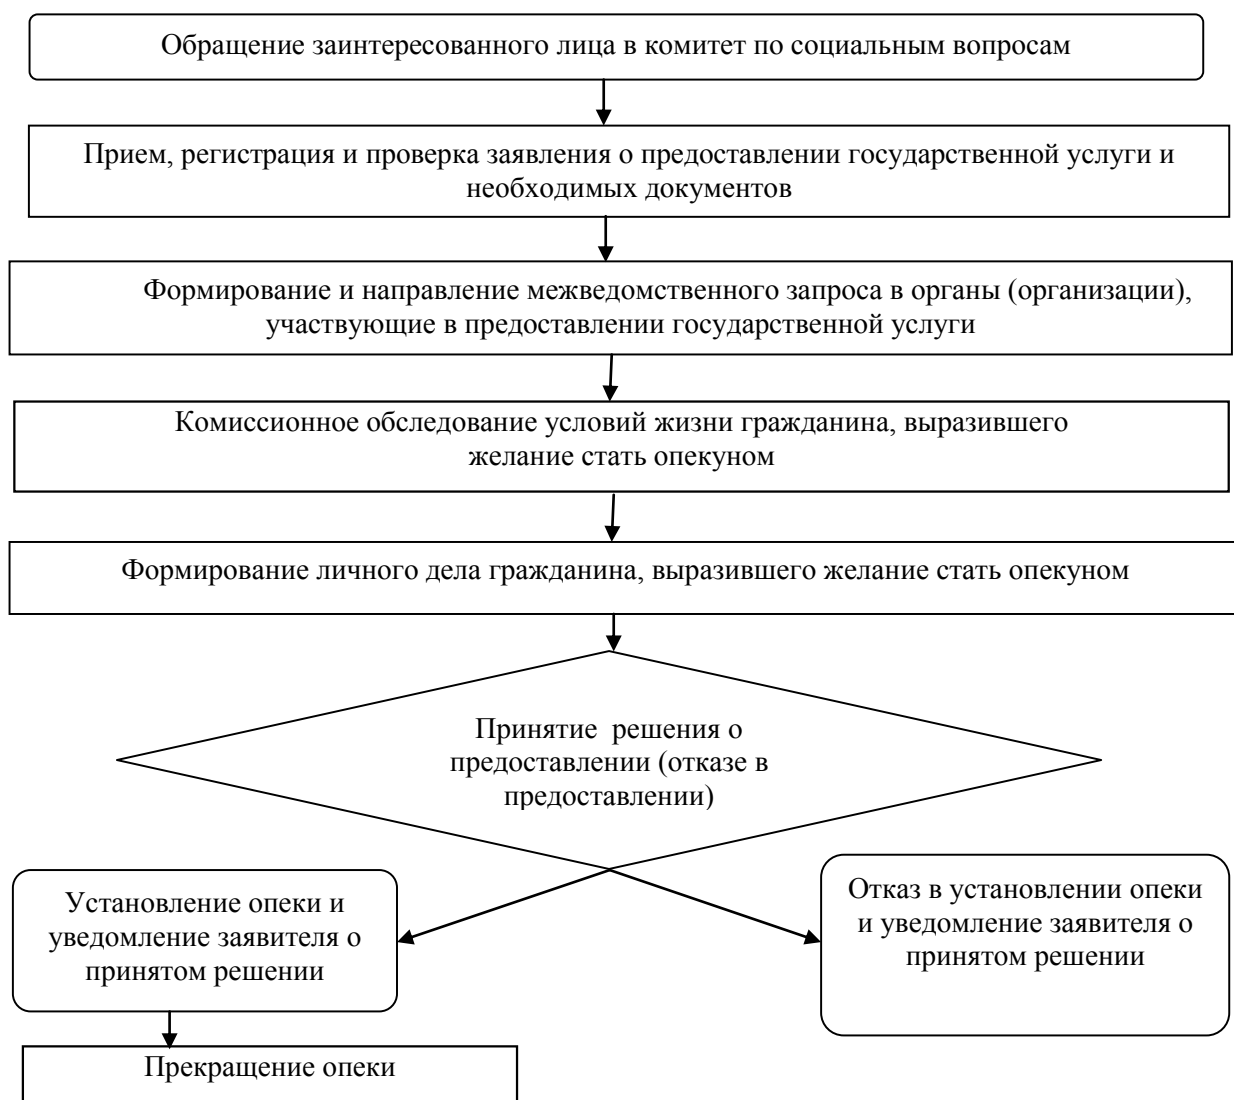 Обращение заинтересованного лица в комитет по социальным вопросам
Прием, регистрация и проверка заявления о предоставлении государственной услуги и
необходимых документов
Формирование и направление межведомственного запроса в органы (организации),
участвующие в предоставлении государственной услуги
Комиссионное обследование условий жизни гражданина, выразившего
желание стать опекуном
Формирование личного дела гражданина, выразившего желание стать опекуном
Принятие решения о
предоставлении (отказе в
предоставлении)
Установление опеки и
уведомление заявителя о
принятом решении
Отказ в установлении опеки
и уведомление заявителя о
принятом решении
Прекращение опеки